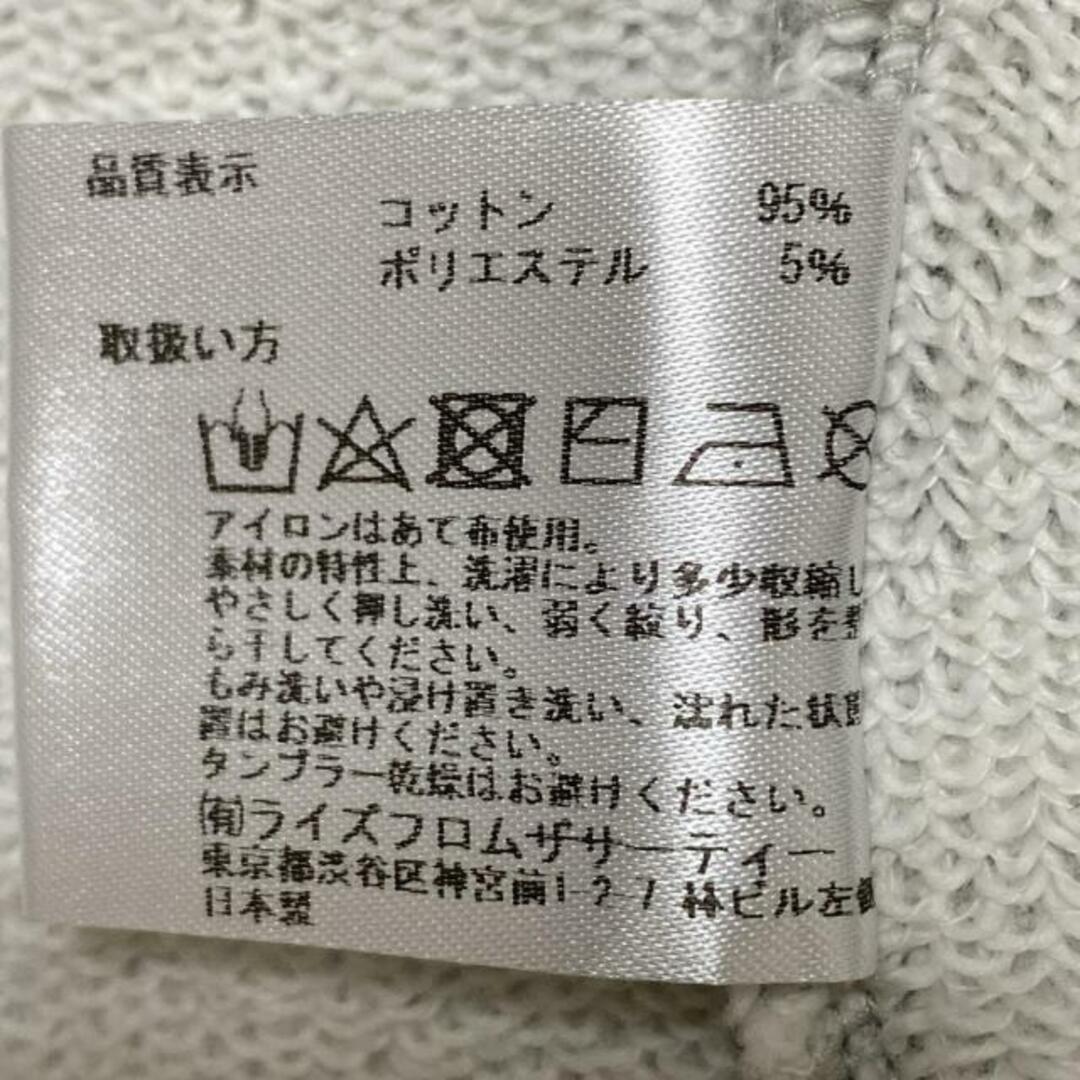 品質表示
コットン 95%
ポリエステル 5%
取扱い方
アイロンはあて布使用。
素材の特性上、洗濯により多少収縮し
やさしく押し洗い、弱く絞り、形を整
ら干してください。
もみ洗いや浸け置き洗い、濡れた状態
置はお避けください。
タンブラー乾燥はお避けください。
㈲ライズフロムザサーティー
東京都渋谷区神宮前1-2-7 林ビル左側
日本製